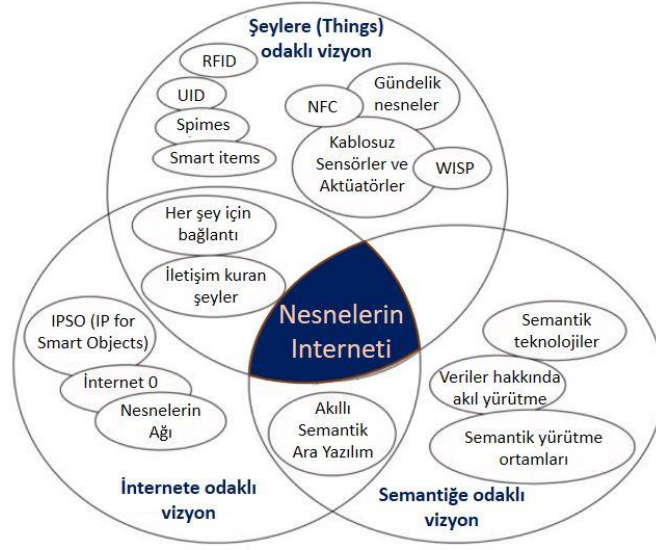 Şeylere (Things)
odaklı vizyon
RFID
UID
Spimes
Smart items
Gündelik
nesneler
NFC
Kablosuz
Sensörler ve
Aktüatörler
WISP
Her şey için
bağlantı
İletişim kuran
şeyler
Nesnelerin
Interneti
IPSO (IP for
Smart Objects)
İnternet 0
Nesnelerin
Ağı
Akıllı
Semantik
Ara Yazılım
Semantik
teknolojiler
Veriler hakkında
akıl yürütme
Semantik yürütme
ortamları
İnternete odaklı
vizyon
Semantiğe odaklı
vizyon